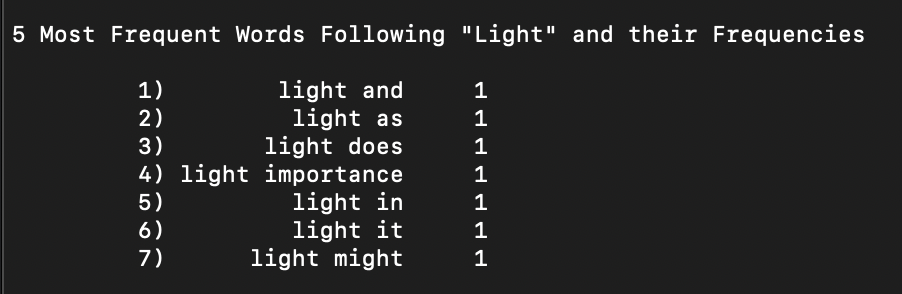 5 Most Frequent Words Following "Light" and their Frequencies
1) light and 1
2) light as 1
3) light does 1
4) light importance 1
5) light in 1
6) light it 1
7) light might 1